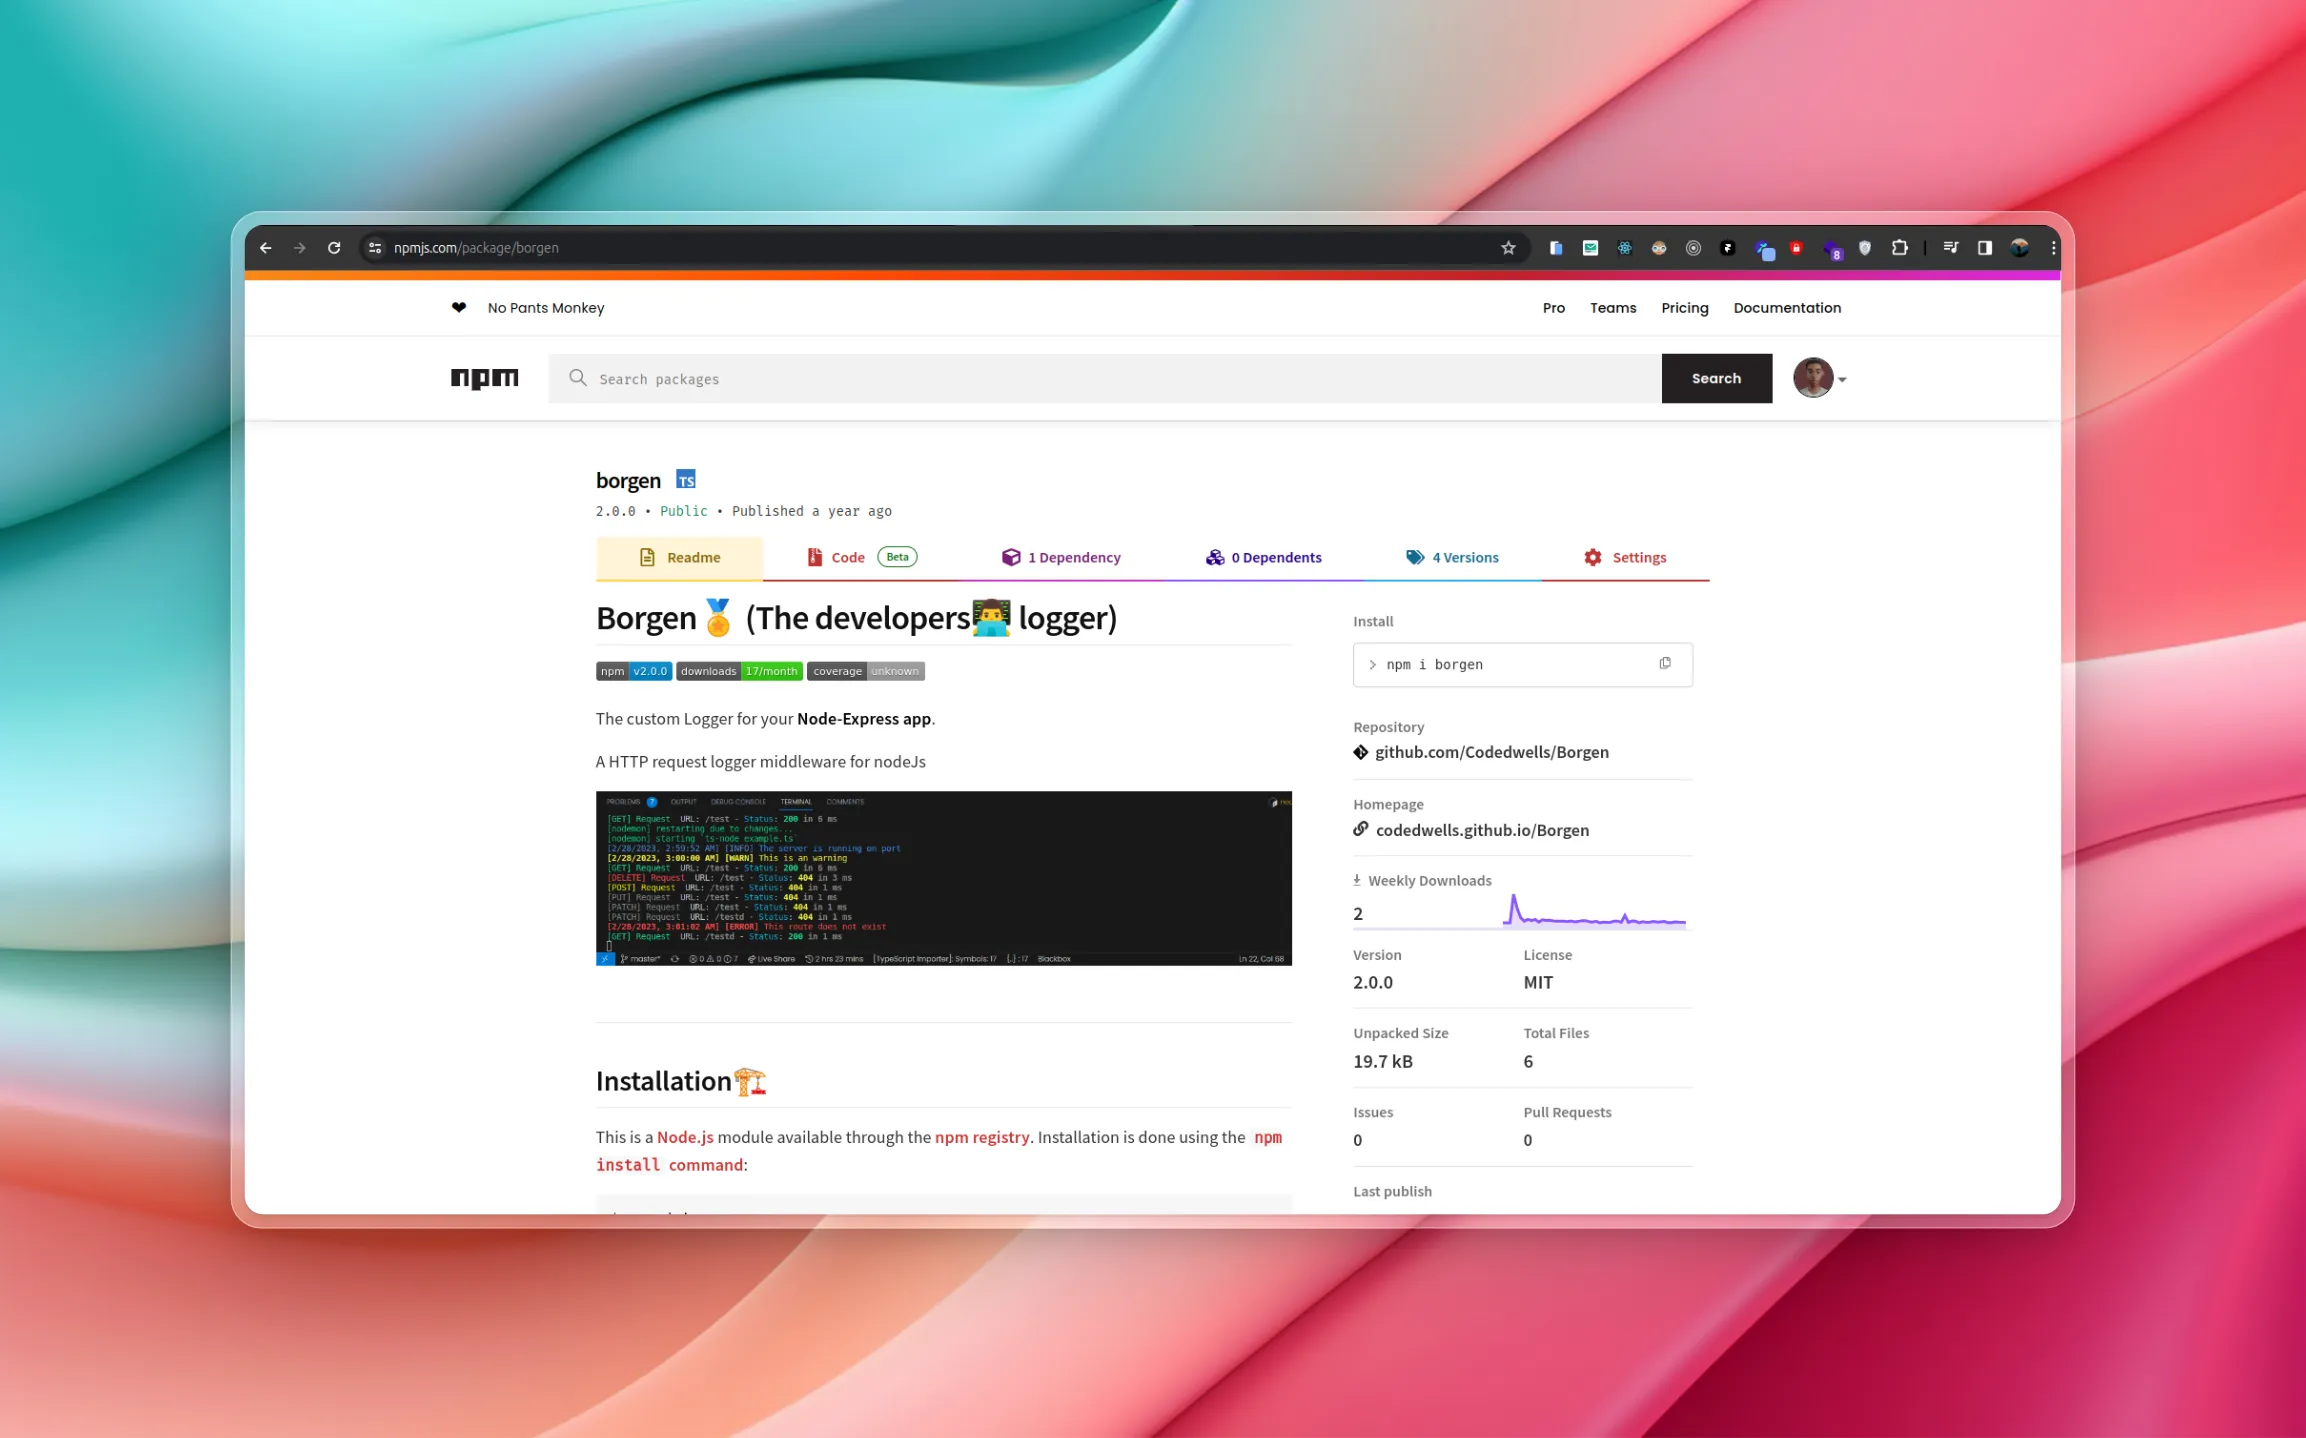 npmjs.com/package/borgen
8
❤ No Pants Monkey
Pro Teams Pricing Documentation
npm
Search packages
Search
borgen TS
2.0.0 • Public • Published a year ago
Readme
Code Beta
1 Dependency
0 Dependents
4 Versions
Settings
Borgen🏅 (The developers👨‍💻 logger)
npm v2.0.0 downloads 17/month coverage unknown
The custom Logger for your Node-Express app.
A HTTP request logger middleware for nodeJs
PROBLEMS 7 OUTPUT DEBUG CONSOLE TERMINAL COMMENTS
[GET] Request URL: /test - Status: 200 in 6 ms
[nodemon] restarting due to changes...
[nodemon] starting `ts-node example.ts`
[2/28/2023, 2:59:52 AM] [INFO] The server is running on port
[2/28/2023, 3:00:00 AM] [WARN] This is an warning
[GET] Request URL: /test - Status: 200 in 6 ms
[DELETE] Request URL: /test - Status: 404 in 3 ms
[POST] Request URL: /test - Status: 404 in 1 ms
[PUT] Request URL: /test - Status: 404 in 1 ms
[PATCH] Request URL: /test - Status: 404 in 1 ms
[PATCH] Request URL: /testd - Status: 404 in 1 ms
[2/28/2023, 3:01:02 AM] [ERROR] This route does not exist
[GET] Request URL: /testd - Status: 200 in 1 ms
master* 0 0 7 Live Share 2 hrs 23 mins [TypeScript Importer]: Symbols: 17 {..} : 17 Blackbox Ln 22, Col 68
Installation🏗️
This is a Node.js module available through the npm registry. Installation is done using the npm
install command:
Install
> npm i borgen
Repository
github.com/Codedwells/Borgen
Homepage
codedwells.github.io/Borgen
Weekly Downloads
2
Version License
2.0.0 MIT
Unpacked Size Total Files
19.7 kB 6
Issues Pull Requests
0 0
Last publish